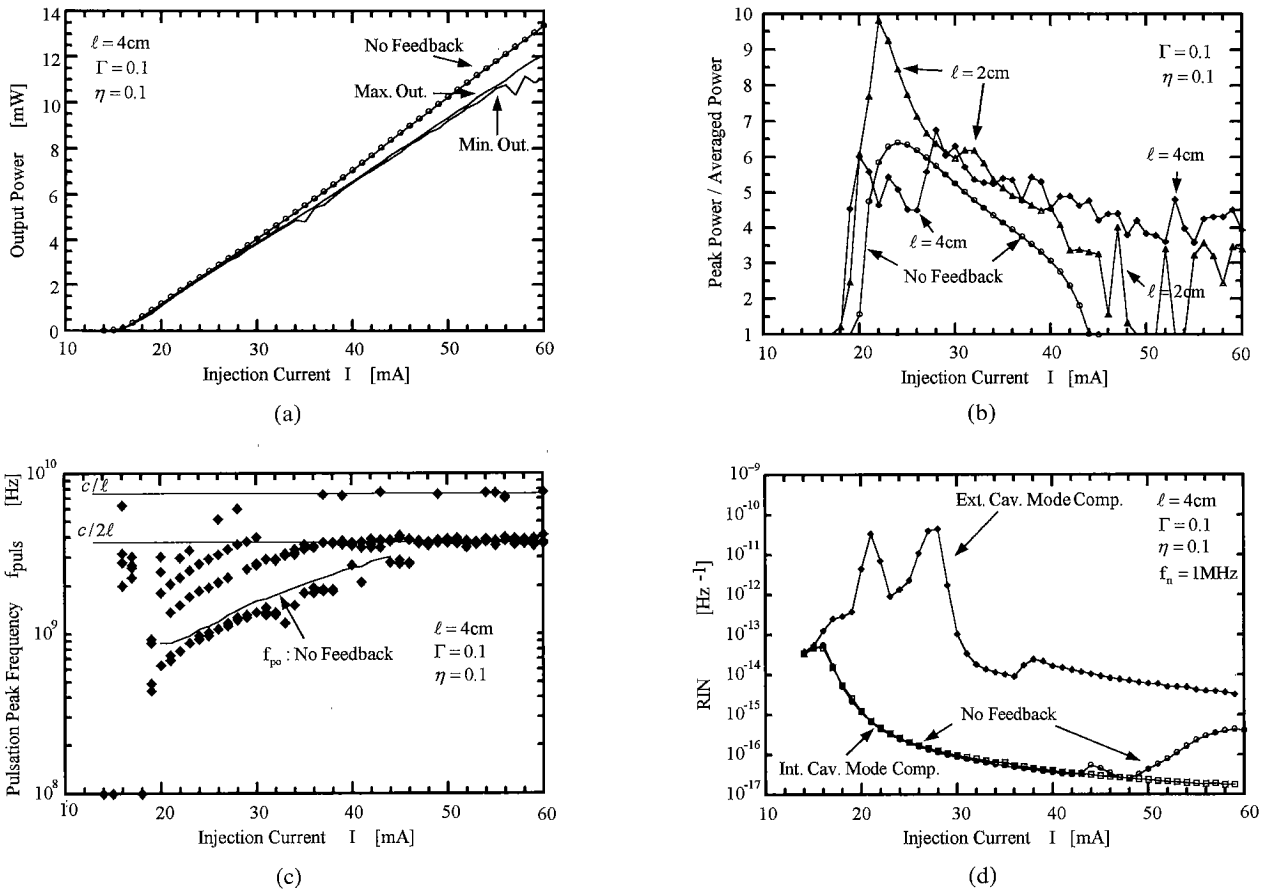 14
12
10
8
6
4
2
0
Output Power [mW]
ℓ = 4cm
Γ = 0.1
η = 0.1
No Feedback
Max. Out.
Min. Out.
10 20 30 40 50 60
Injection Current I [mA]
(a)
10
9
8
7
6
5
4
3
2
1
Peak Power / Averaged Power
Γ = 0.1
η = 0.1
ℓ = 2cm
ℓ = 4cm
ℓ = 4cm
No Feedback
ℓ = 2cm
10 20 30 40 50 60
Injection Current I [mA]
(b)
10^10
10^9
10^8
Pulsation Peak Frequency f_puls [Hz]
c/ℓ
c/2ℓ
f_po : No Feedback
ℓ = 4cm
Γ = 0.1
η = 0.1
10 20 30 40 50 60
Injection Current I [mA]
(c)
10^-9
10^-10
10^-11
10^-12
10^-13
10^-14
10^-15
10^-16
10^-17
RIN [Hz^-1]
Ext. Cav. Mode Comp.
ℓ = 4cm
Γ = 0.1
η = 0.1
f_n = 1MHz
No Feedback
Int. Cav. Mode Comp.
10 20 30 40 50 60
Injection Current I [mA]
(d)